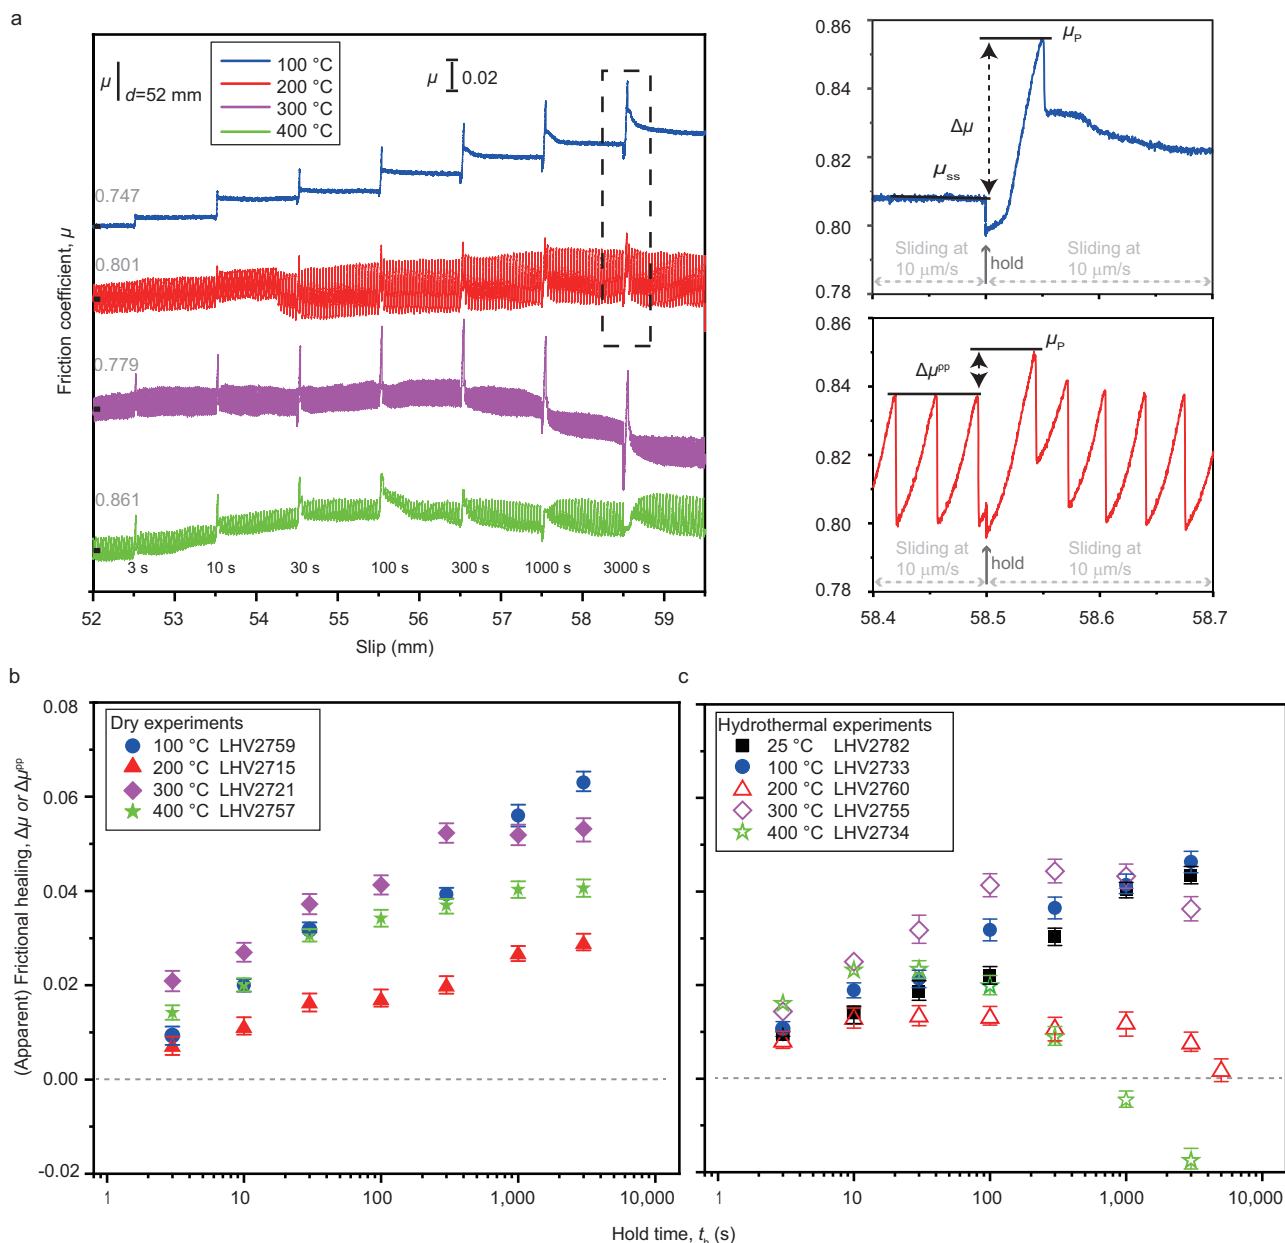 a
100 °C
200 °C
300 °C
400 °C
μ
d=52 mm
μ 0.02
0.747
0.801
0.779
0.861
3 s 10 s 30 s 100 s 300 s 1000 s 3000 s
52 53 54 55 56 57 58 59
Slip (mm)
Friction coefficient, μ
0.86
0.84
0.82
0.80
0.78
μP
Δμ
μss
Sliding at
10 μm/s
hold
Sliding at
10 μm/s
0.86
0.84
0.82
0.80
0.78
μP
Δμpp
Sliding at
10 μm/s
hold
Sliding at
10 μm/s
58.4 58.5 58.6 58.7
b
Dry experiments
100 °C LHV2759
200 °C LHV2715
300 °C LHV2721
400 °C LHV2757
0.08
0.06
0.04
0.02
0.00
-0.02
(Apparent) Frictional healing, Δμ or Δμpp
1 10 100 1,000 10,000
c
Hydrothermal experiments
25 °C LHV2782
100 °C LHV2733
200 °C LHV2760
300 °C LHV2755
400 °C LHV2734
1 10 100 1,000 10,000
Hold time, th (s)